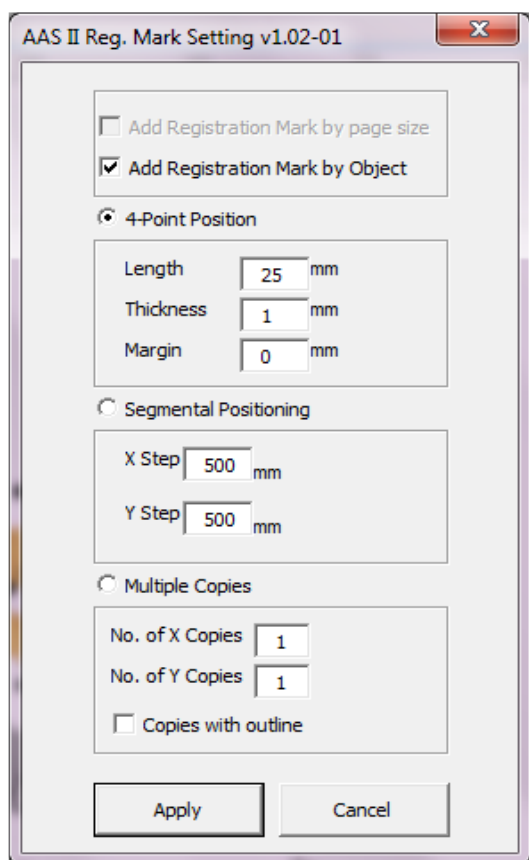 AAS II Reg. Mark Setting v1.02-01
Add Registration Mark by page size
Add Registration Mark by Object
4-Point Position
Length 25 mm
Thickness 1 mm
Margin 0 mm
Segmental Positioning
X Step 500 mm
Y Step 500 mm
Multiple Copies
No. of X Copies 1
No. of Y Copies 1
Copies with outline
Apply Cancel